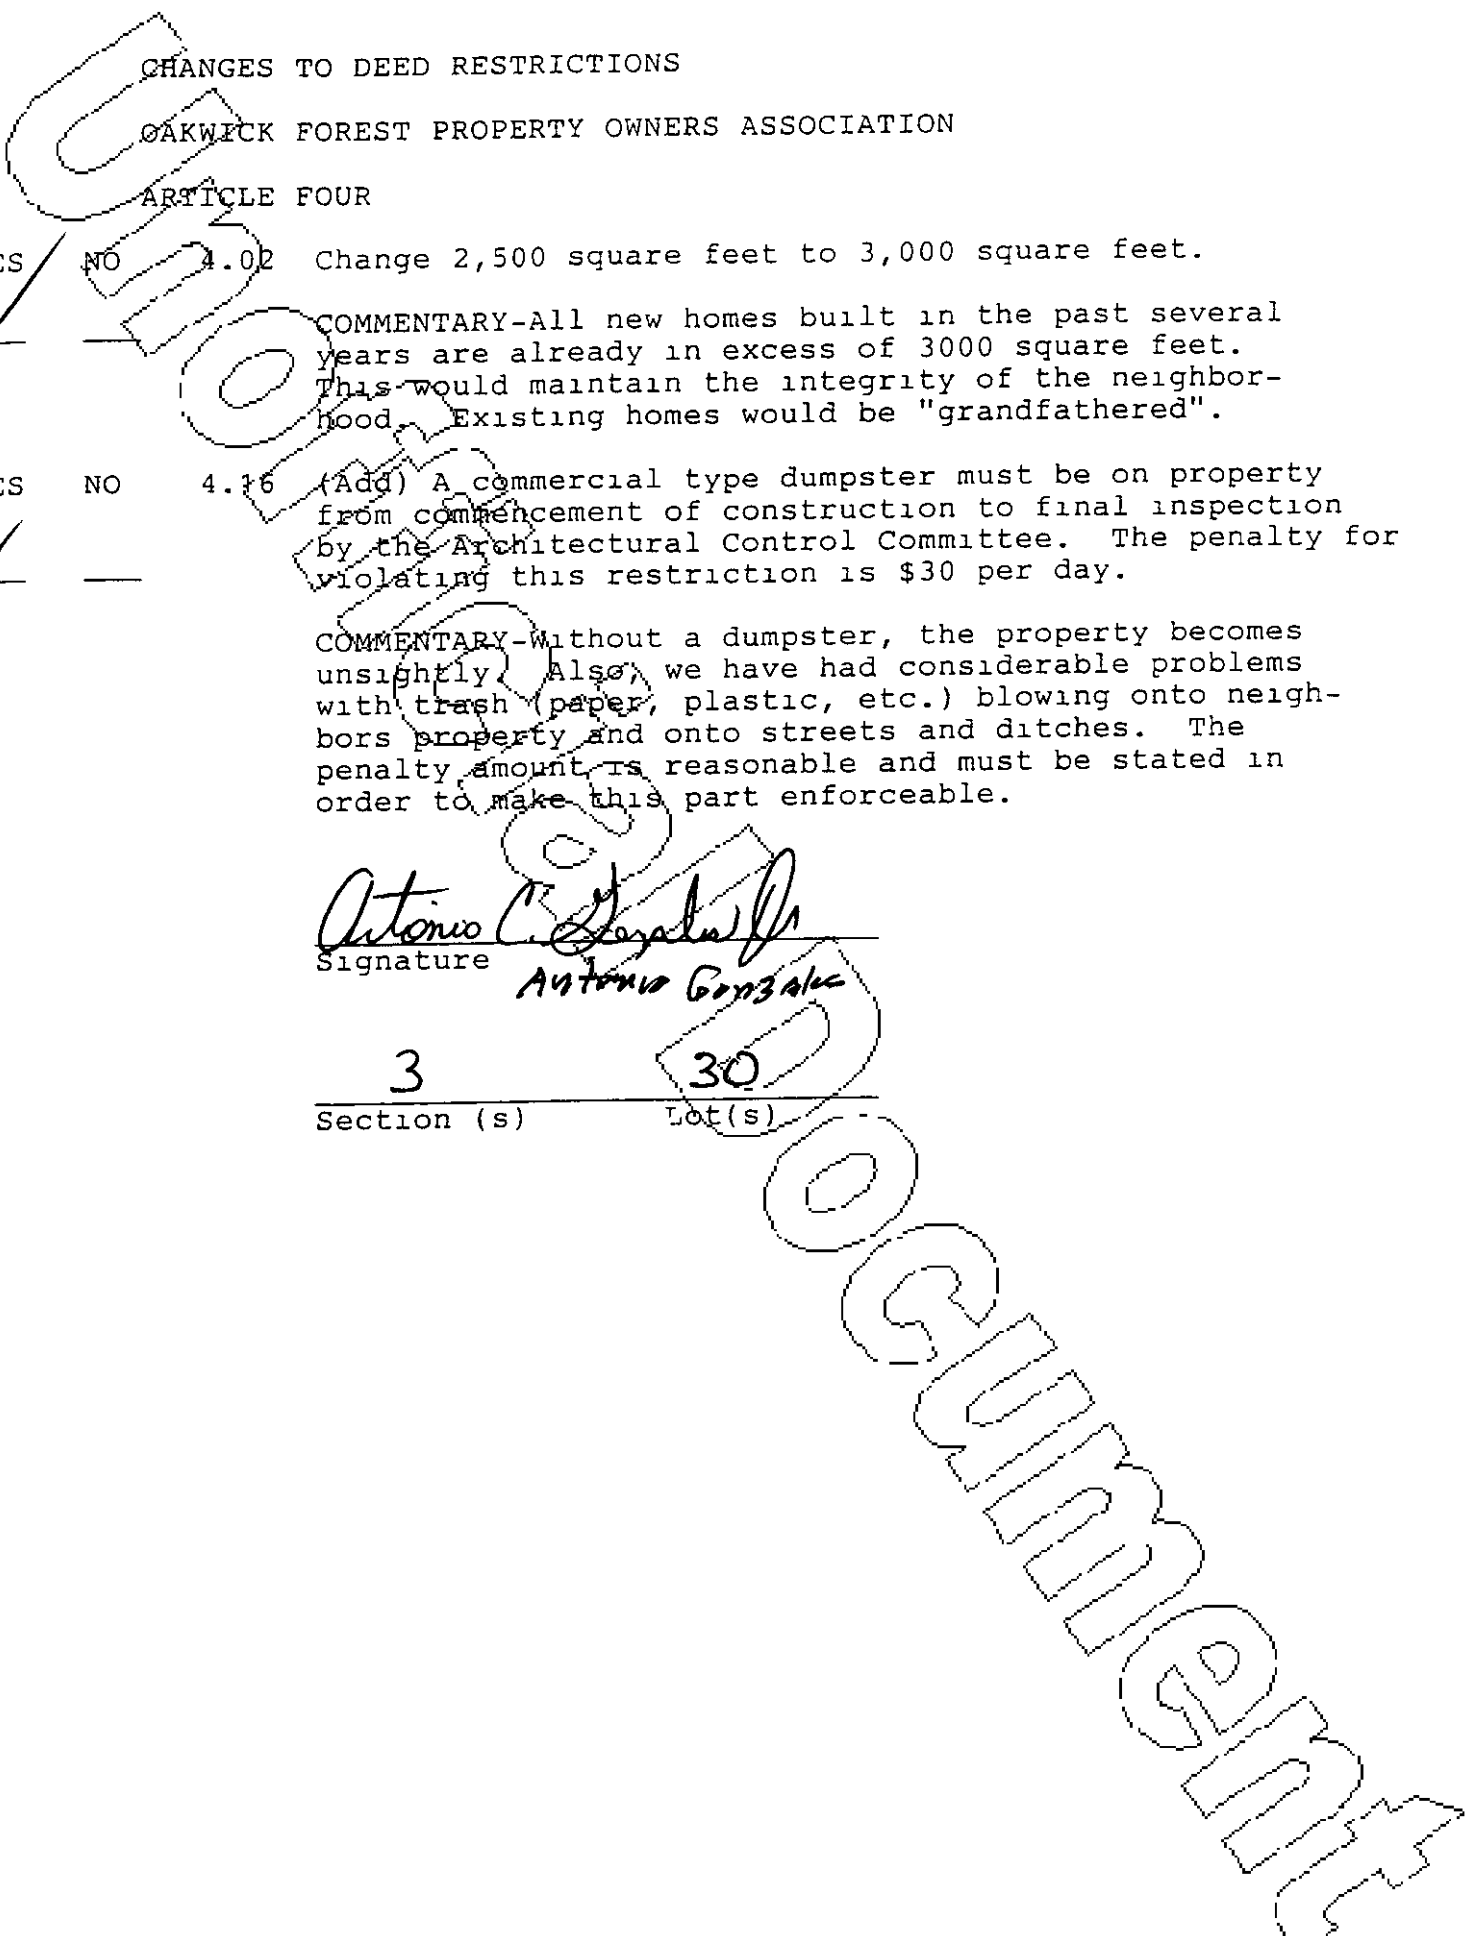 CHANGES TO DEED RESTRICTIONS
OAKWICK FOREST PROPERTY OWNERS ASSOCIATION
ARTICLE FOUR
ES NO 4.02 Change 2,500 square feet to 3,000 square feet.
COMMENTARY-All new homes built in the past several
years are already in excess of 3000 square feet.
This would maintain the integrity of the neighbor-
hood. Existing homes would be "grandfathered".
ES NO 4.16 (Add) A commercial type dumpster must be on property
from commencement of construction to final inspection
by the Architectural Control Committee. The penalty for
violating this restriction is $30 per day.
COMMENTARY-Without a dumpster, the property becomes
unsightly. Also, we have had considerable problems
with trash (paper, plastic, etc.) blowing onto neigh-
bors property and onto streets and ditches. The
penalty amount is reasonable and must be stated in
order to make this part enforceable.
Antonio C. Gonzales Jr
Signature
Antonio Gonzalez
3 30
Section (s) Lot(s)
Unofficial Document